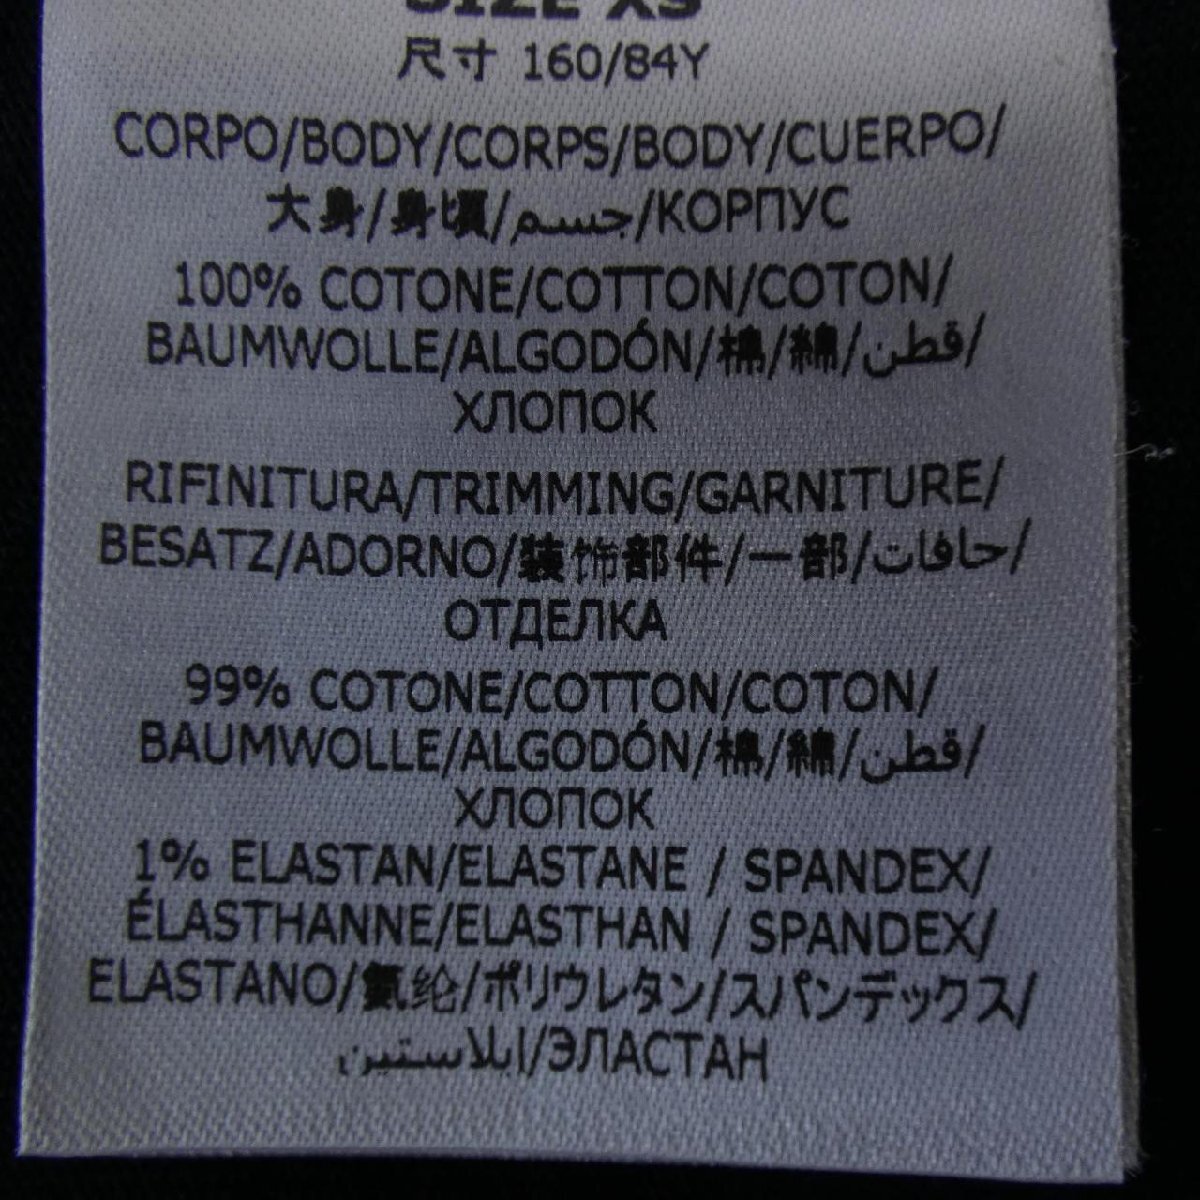 SIZE XS
尺寸 160/84Y
CORPO/BODY/CORPS/BODY/CUERPO/
大身/身頃/جسم/КОРПУС
100% COTONE/COTTON/COTON/
BAUMWOLLE/ALGODÓN/棉/綿/قطن/
ХЛОПОК
RIFINITURA/TRIMMING/GARNITURE/
BESATZ/ADORNO/装饰部件/一部/حافات/
ОТДЕЛКА
99% COTONE/COTTON/COTON/
BAUMWOLLE/ALGODÓN/棉/綿/قطن/
ХЛОПОК
1% ELASTAN/ELASTANE / SPANDEX/
ÉLASTHANNE/ELASTHAN / SPANDEX/
ELASTANO/氨纶/ポリウレタン/スパンデックス/
ايلاستين/ЭЛАСТАН